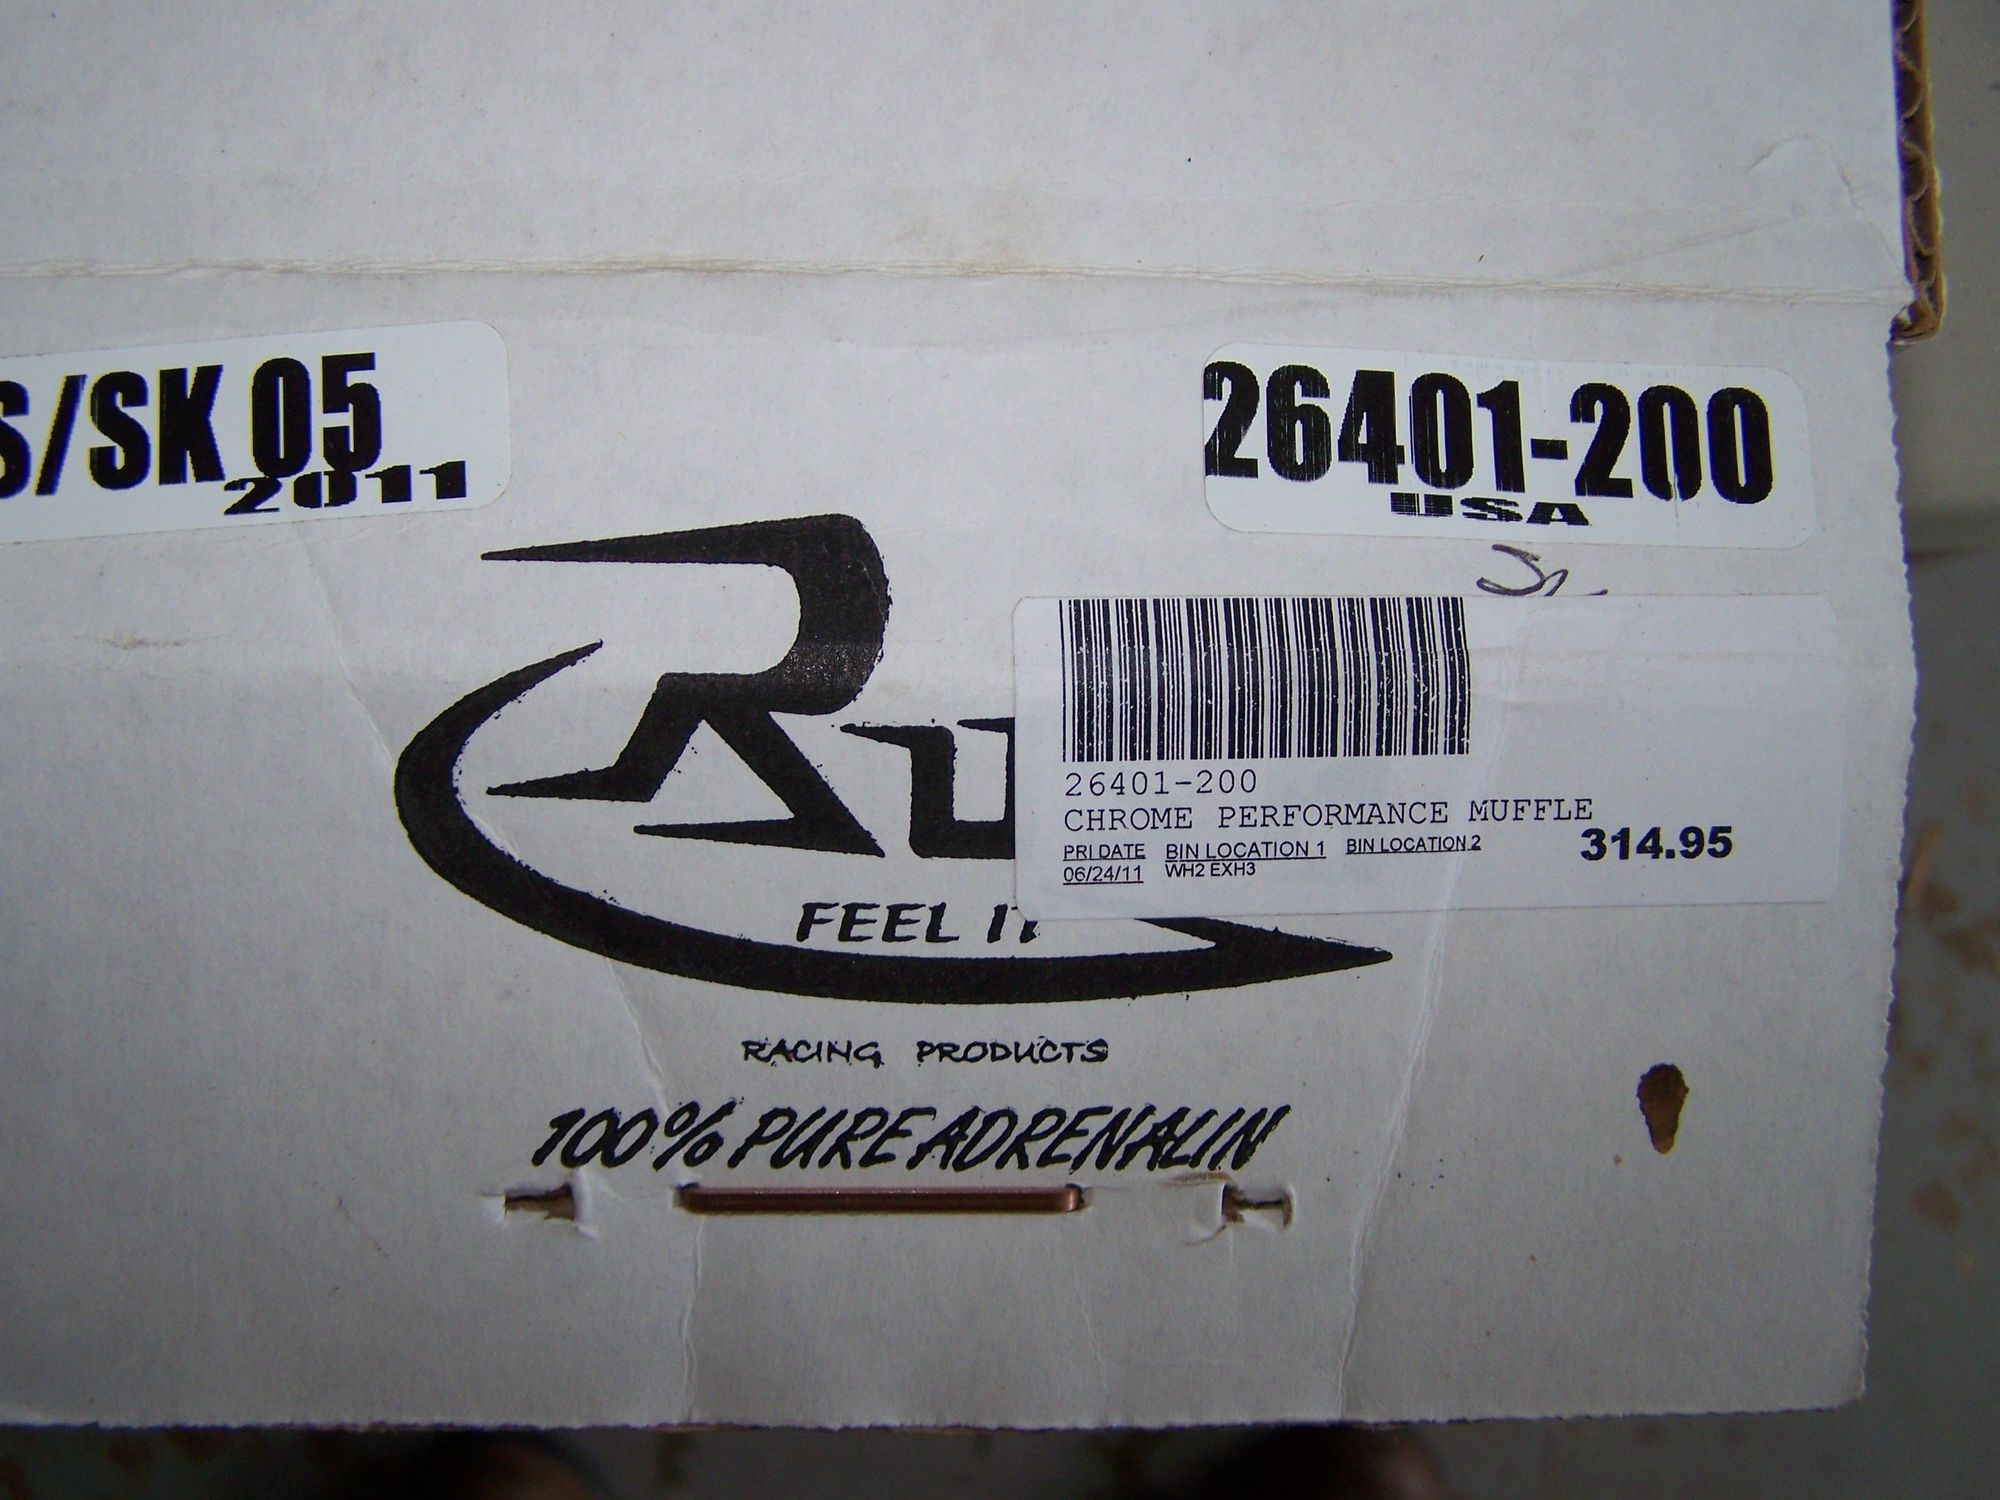 S/SK 05
2011
26401-200
USA
26401-200
CHROME PERFORMANCE MUFFLE
314.95
PRI DATE BIN LOCATION 1 BIN LOCATION 2
06/24/11 WH2 EXH3
FEEL IT
RACING PRODUCTS
100% PURE ADRENALIN